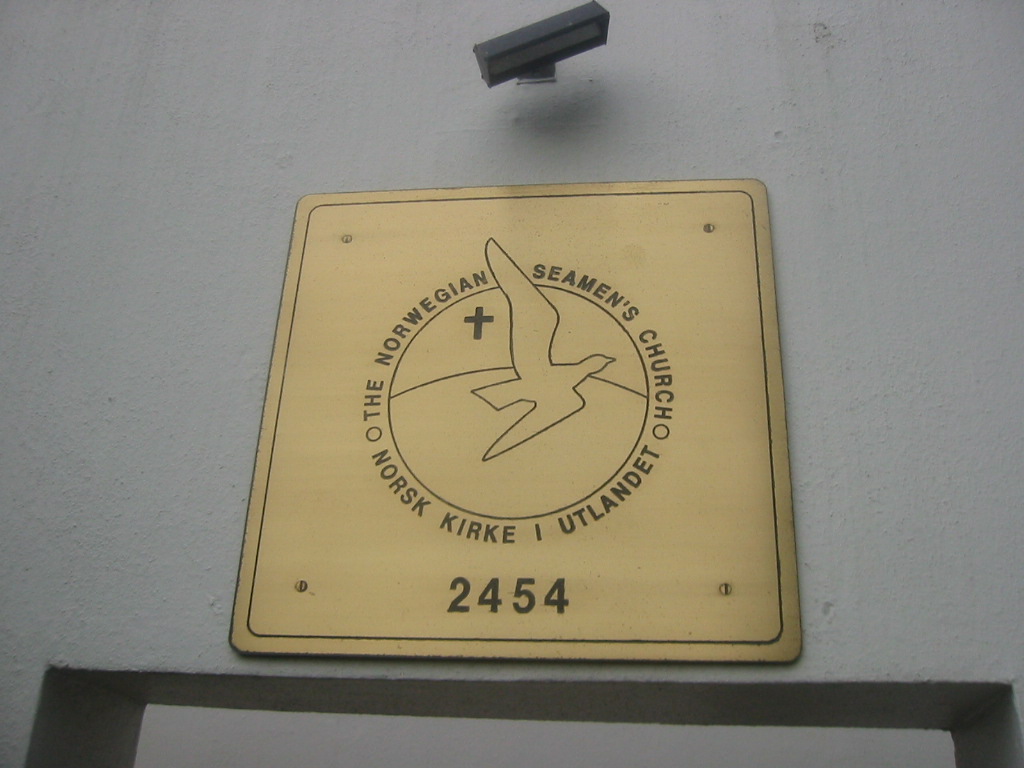 THE NORWEGIAN SEAMEN'S CHURCH
NORSK KIRKE I UTLANDET
2454